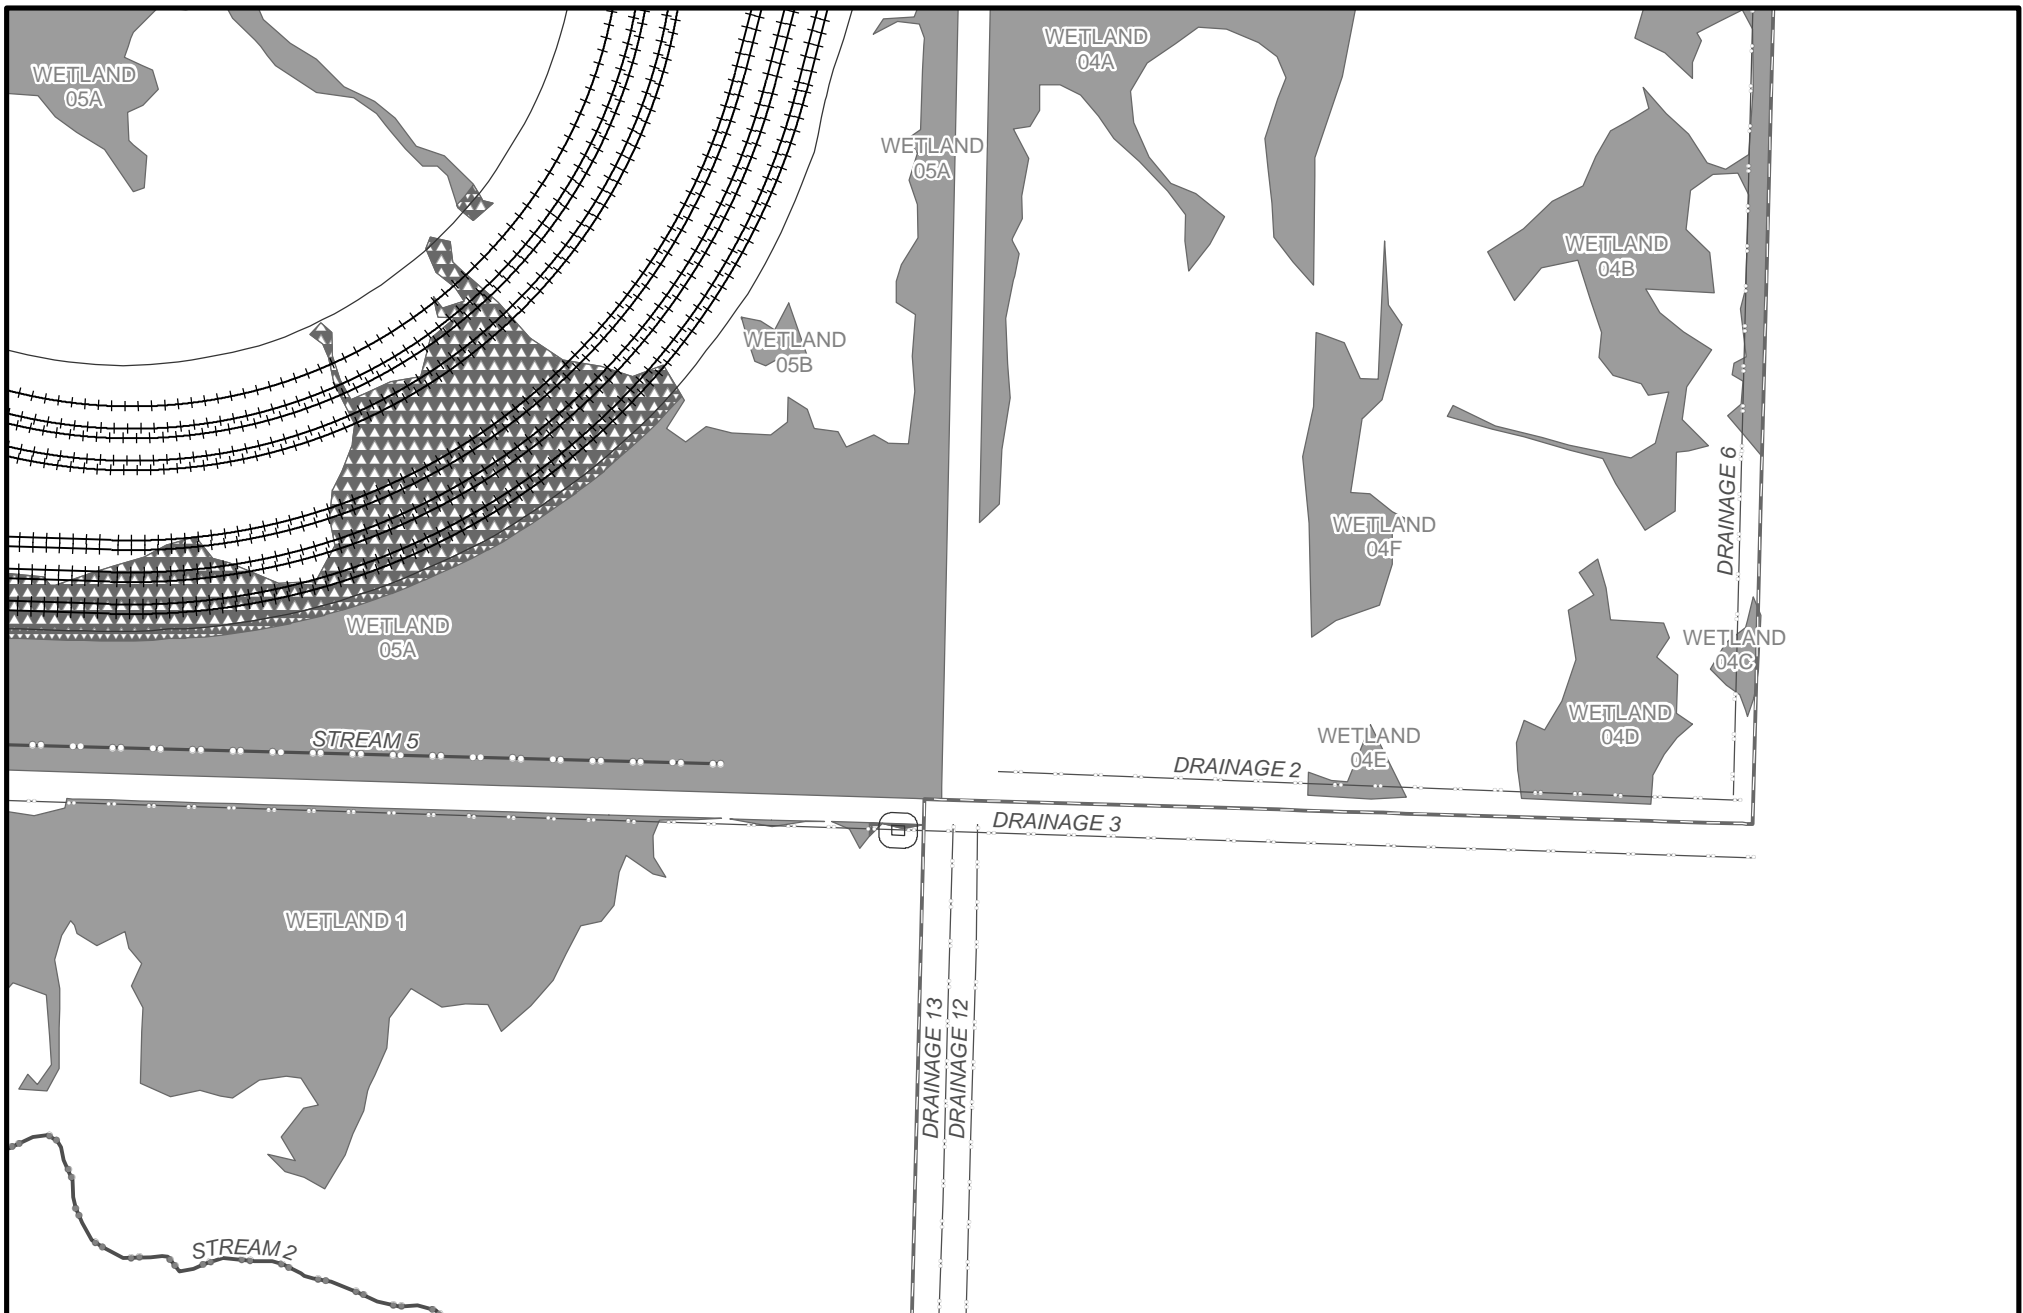 WETLAND
04A
WETLAND
05A
WETLAND
05A
WETLAND
04B
WETLAND
05B
DRAINAGE 6
WETLAND
04F
WETLAND
05A
WETLAND
04C
WETLAND
04D
STREAM 5
WETLAND
04E
DRAINAGE 2
DRAINAGE 3
WETLAND 1
DRAINAGE 13
DRAINAGE 12
STREAM 2